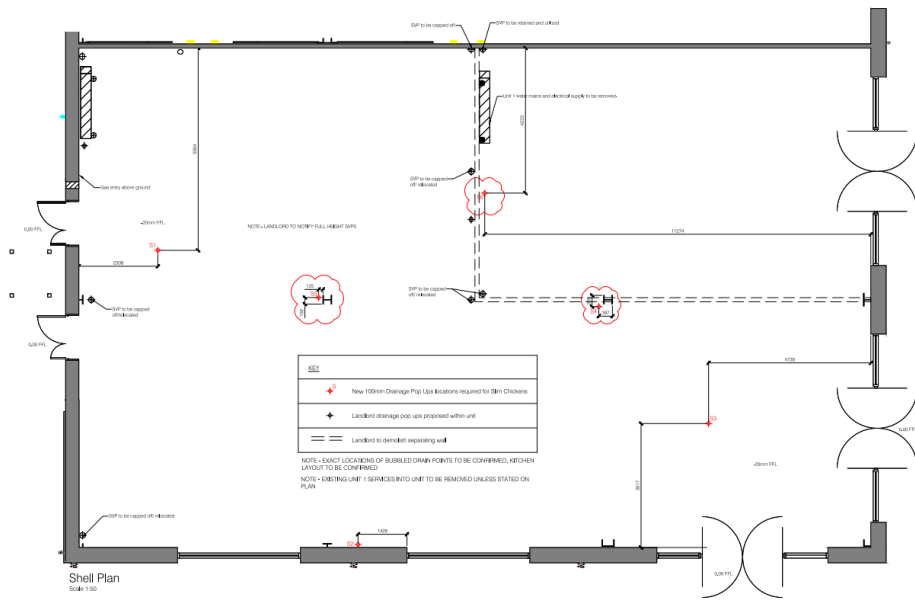 SVP to be capped off
SVP to be retained and utilized
Unit 1 water mains and electrical supply to be removed.
4233
Gas entry above ground
SVP to be capped
off/ relocated
-20mm FFL
0,00 FFL
NOTE - LANDLORD TO NOTIFY FULL HEIGHT SVPS
S1
2398
11274
SVP to be capped
off/ relocated
SVP to be capped
off/relocated
0,00 FFL
KEY
S
New 100mm Drainage Pop Ups locations required for Slim Chickens
Landlord drainage pop ups proposed within unit
Landlord to demolish separating wall
NOTE - EXACT LOCATIONS OF BUBBLED DRAIN POINTS TO BE CONFIRMED, KITCHEN
LAYOUT TO BE CONFIRMED
NOTE - EXISTING UNIT 1 SERVICES INTO UNIT TO BE REMOVED UNLESS STATED ON
PLAN
S3
0,00 FFL
-20mm FFL
SVP to be capped off/ relocated
S2
1426
0,00 FFL
Shell Plan
Scale 1:50